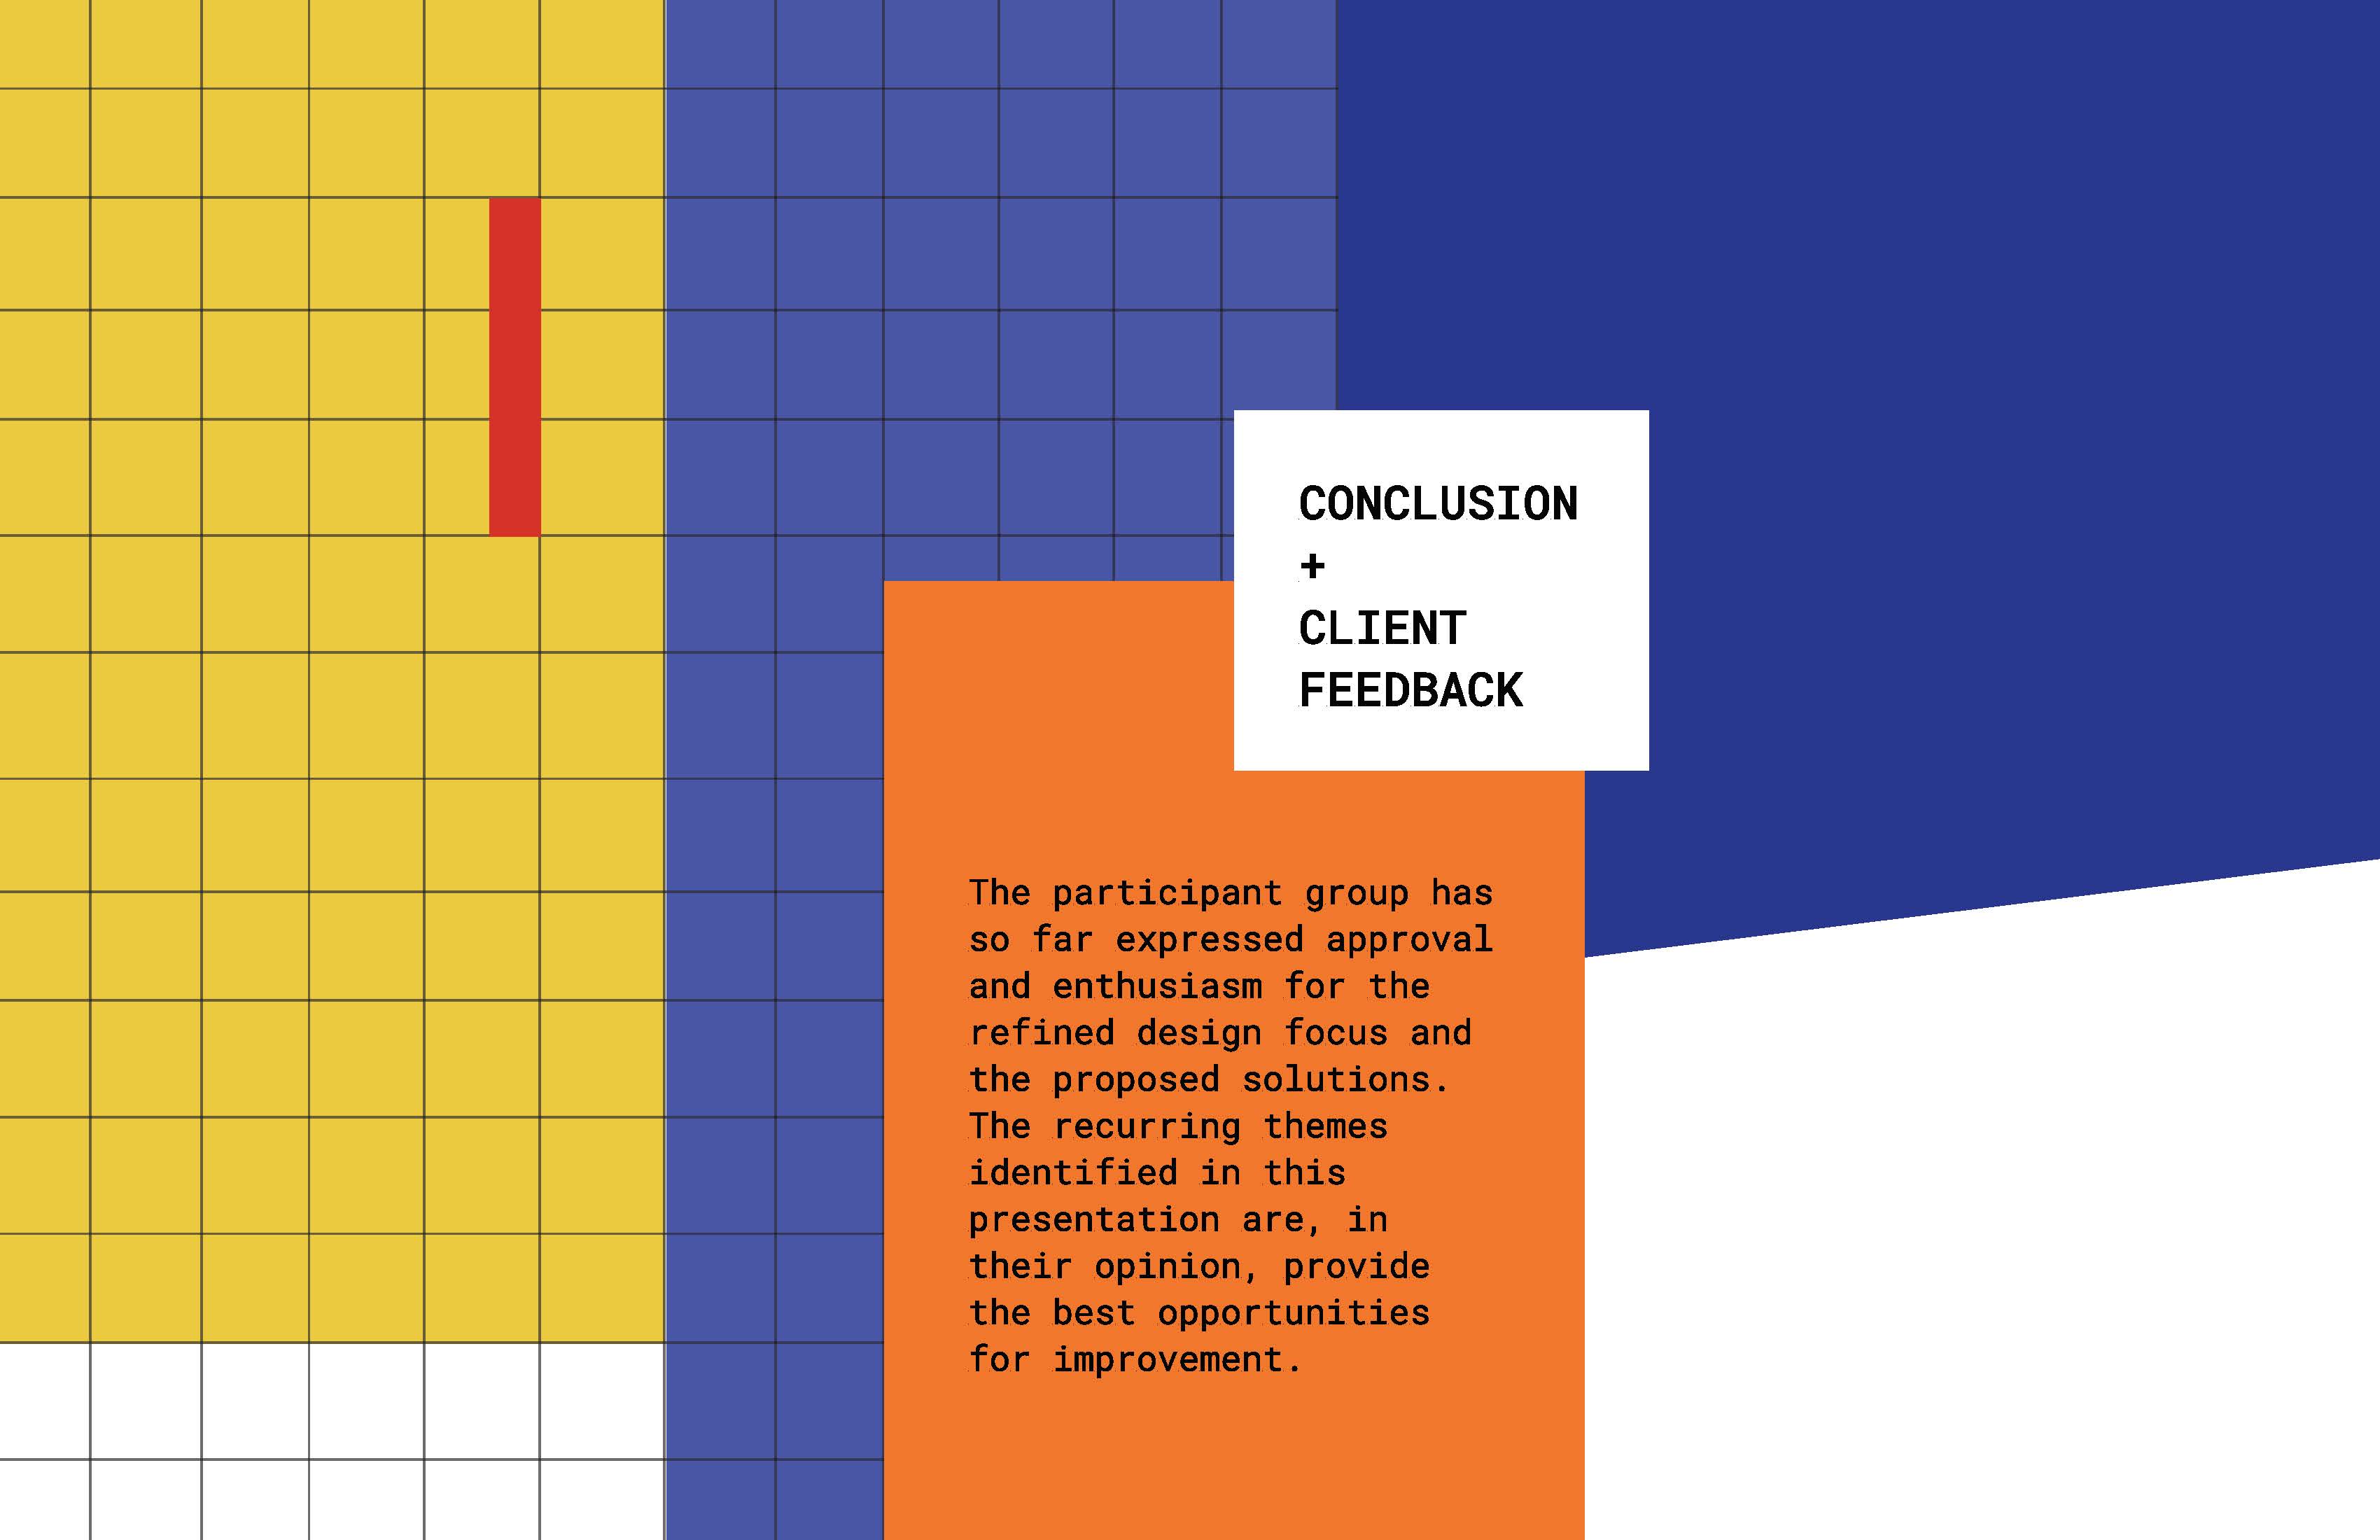 CONCLUSION
+
CLIENT
FEEDBACK
The participant group has
so far expressed approval
and enthusiasm for the
refined design focus and
the proposed solutions.
The recurring themes
identified in this
presentation are, in
their opinion, provide
the best opportunities
for improvement.